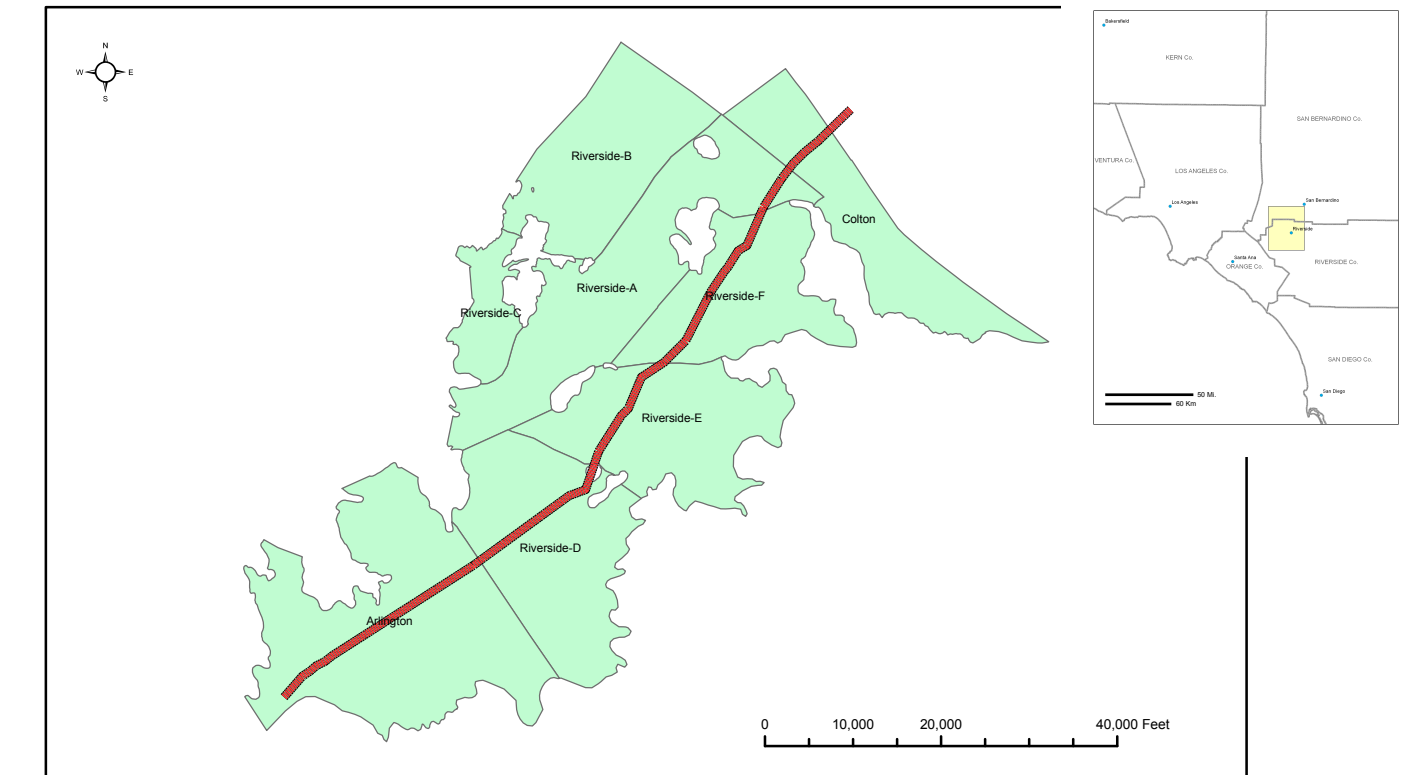 N
W E
S
Riverside-B
Colton
Riverside-A
Riverside-F
Riverside-C
Riverside-E
Riverside-D
Arlington
0 10,000 20,000 40,000 Feet
Bakersfield
KERN Co.
SAN BERNARDINO Co.
VENTURA Co.
LOS ANGELES Co.
Los Angeles
San Bernardino
Riverside
Santa Ana
ORANGE Co.
RIVERSIDE Co.
SAN DIEGO Co.
San Diego
50 Mi.
60 Km